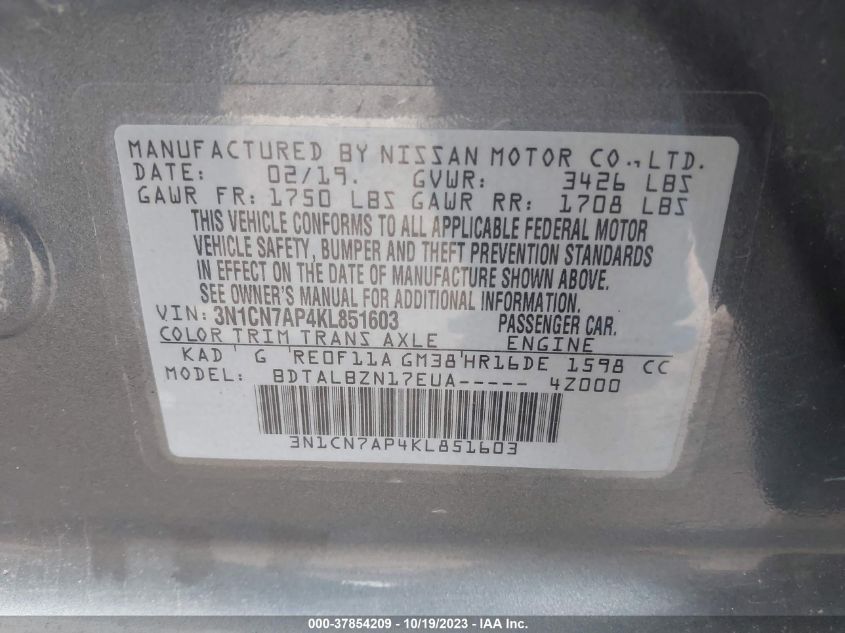 MANUFACTURED BY NISSAN MOTOR CO.,LTD.
DATE: 02/19. GVWR: 3426 LBS
GAWR FR: 1750 LBS GAWR RR: 1708 LBS
THIS VEHICLE CONFORMS TO ALL APPLICABLE FEDERAL MOTOR
VEHICLE SAFETY, BUMPER AND THEFT PREVENTION STANDARDS
IN EFFECT ON THE DATE OF MANUFACTURE SHOWN ABOVE.
SEE OWNER'S MANUAL FOR ADDITIONAL INFORMATION.
VIN: 3N1CN7AP4KL851603 PASSENGER CAR.
COLOR TRIM TRANS AXLE ENGINE
KAD G RE0F11A GM38 HR16DE 1598 CC
MODEL: BDTALBZN17EUA----- 4Z000
3N1CN7AP4KL851603
000-37854209 - 10/19/2023 - IAA Inc.